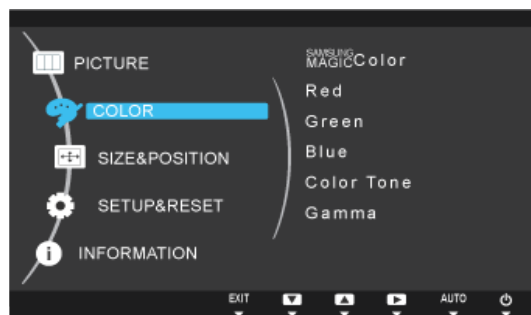 PICTURE
COLOR
SIZE&POSITION
SETUP&RESET
INFORMATION
SAMSUNG
MAGIC Color
Red
Green
Blue
Color Tone
Gamma
EXIT
AUTO